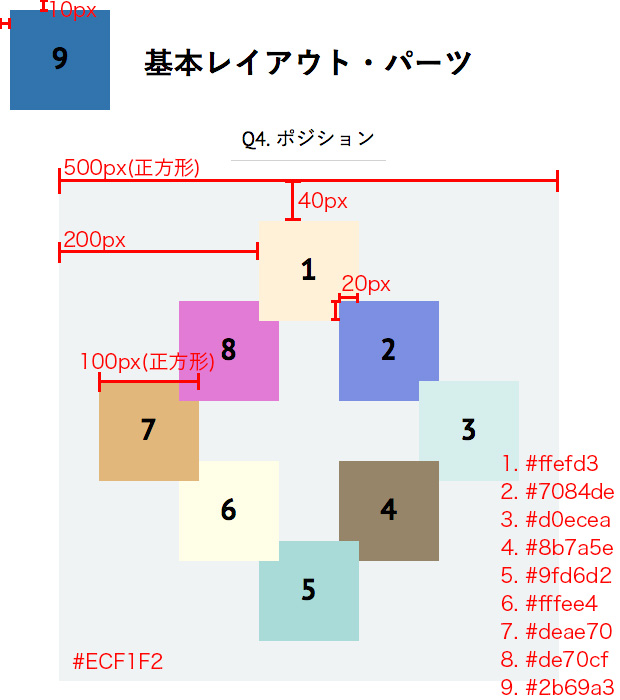 10px
9
基本レイアウト・パーツ
Q4. ポジション
500px(正方形)
40px
200px
1
20px
8
2
100px(正方形)
7
3
6
4
5
1. #ffefd3
2. #7084de
3. #d0ecea
4. #8b7a5e
5. #9fd6d2
6. #fffee4
7. #deae70
8. #de70cf
9. #2b69a3
#ECF1F2